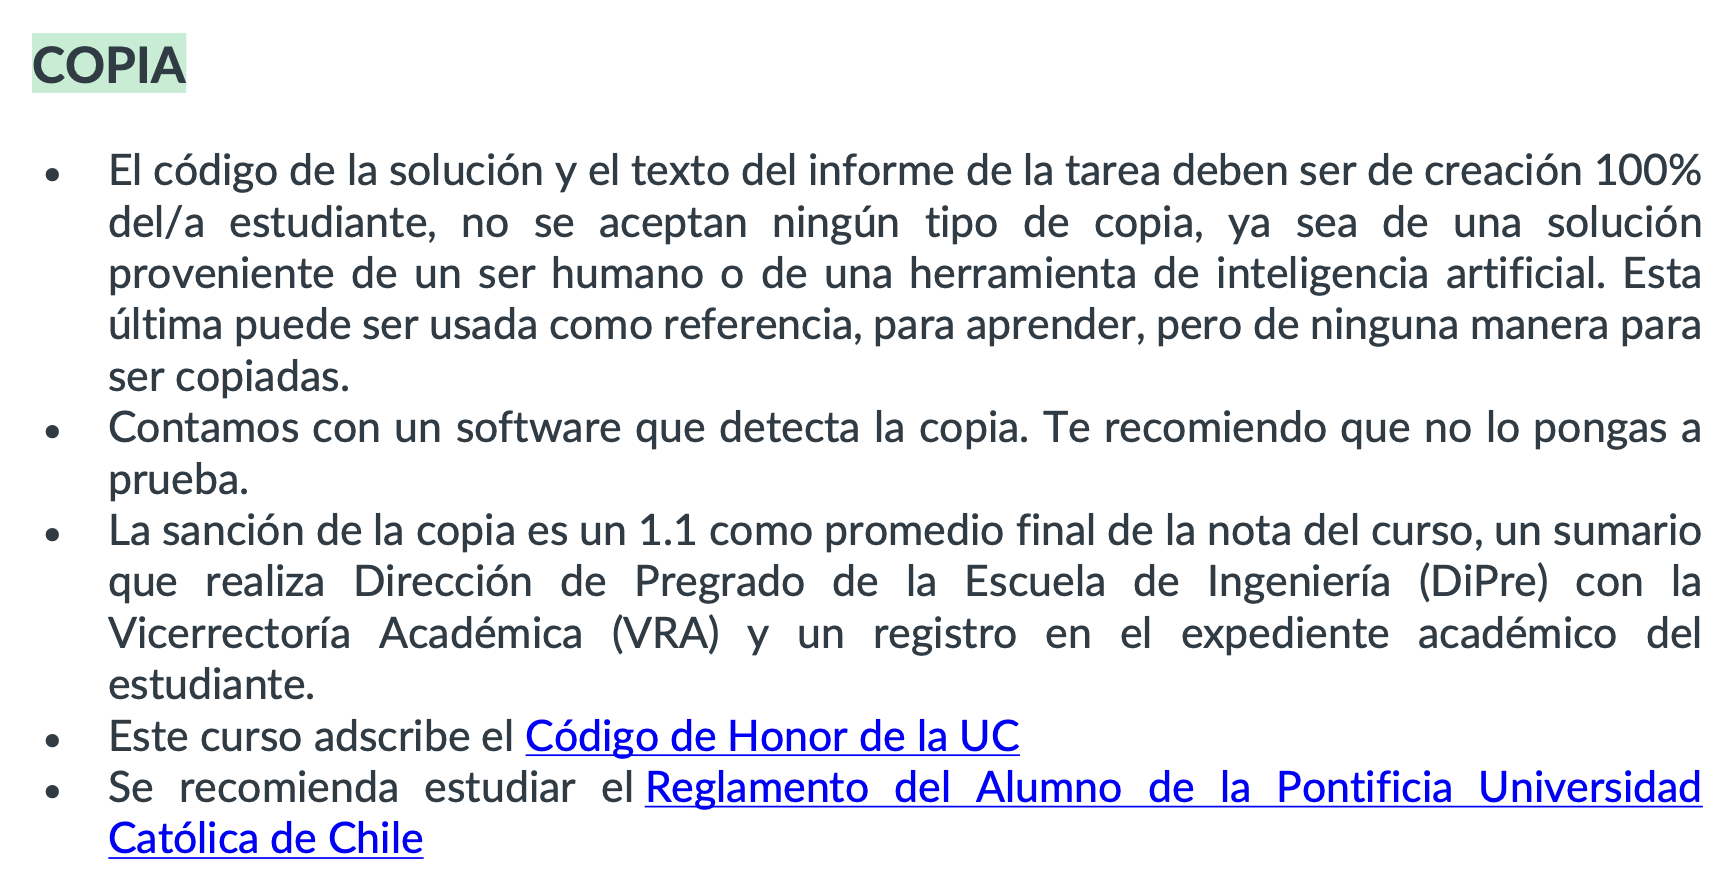 COPIA
• El código de la solución y el texto del informe de la tarea deben ser de creación 100%
del/a estudiante, no se aceptan ningún tipo de copia, ya sea de una solución
proveniente de un ser humano o de una herramienta de inteligencia artificial. Esta
última puede ser usada como referencia, para aprender, pero de ninguna manera para
ser copiadas.
• Contamos con un software que detecta la copia. Te recomiendo que no lo pongas a
prueba.
• La sanción de la copia es un 1.1 como promedio final de la nota del curso, un sumario
que realiza Dirección de Pregrado de la Escuela de Ingeniería (DiPre) con la
Vicerrectoría Académica (VRA) y un registro en el expediente académico del
estudiante.
• Este curso adscribe el Código de Honor de la UC
• Se recomienda estudiar el Reglamento del Alumno de la Pontificia Universidad
Católica de Chile